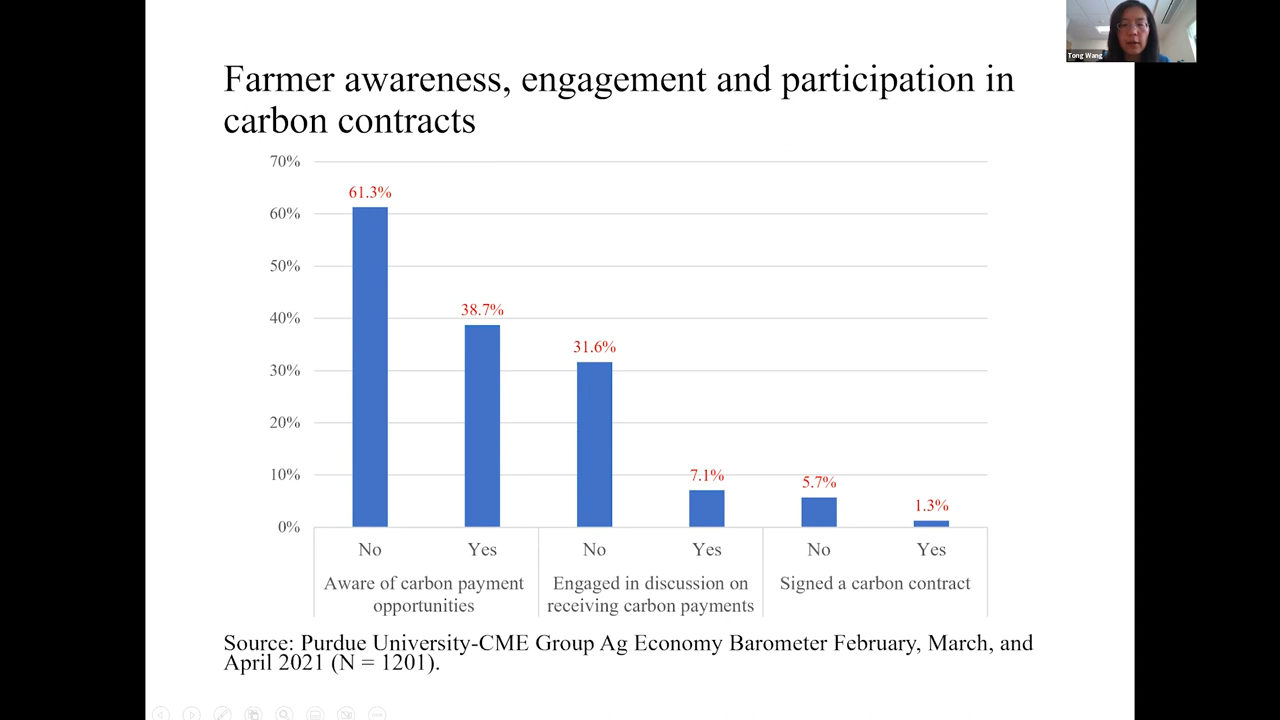 Tong Wang
Farmer awareness, engagement and participation in
carbon contracts
70%
60%
50%
40%
30%
20%
10%
0%
61.3%
38.7%
31.6%
7.1%
5.7%
1.3%
No
Yes
No
Yes
No
Yes
Aware of carbon payment
opportunities
Engaged in discussion on
receiving carbon payments
Signed a carbon contract
Source: Purdue University-CME Group Ag Economy Barometer February, March, and
April 2021 (N = 1201).